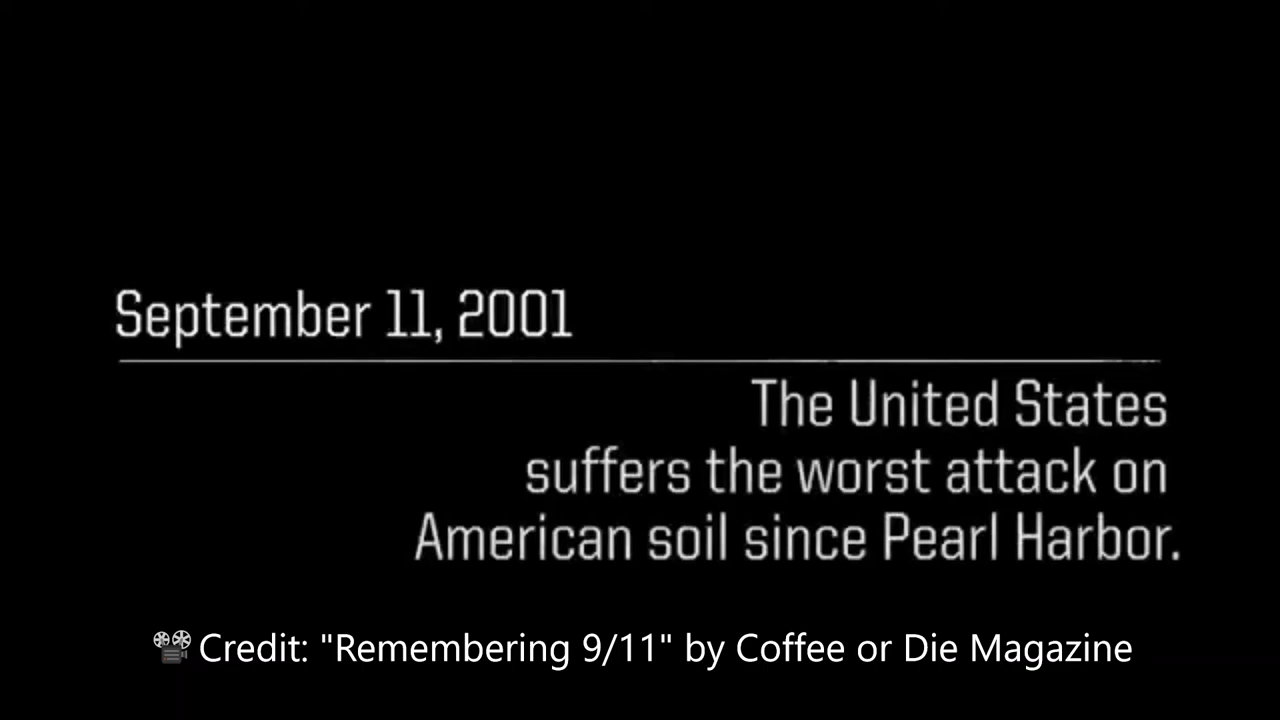 September 11, 2001
The United States
suffers the worst attack on
American soil since Pearl Harbor.
🎥 Credit: "Remembering 9/11" by Coffee or Die Magazine